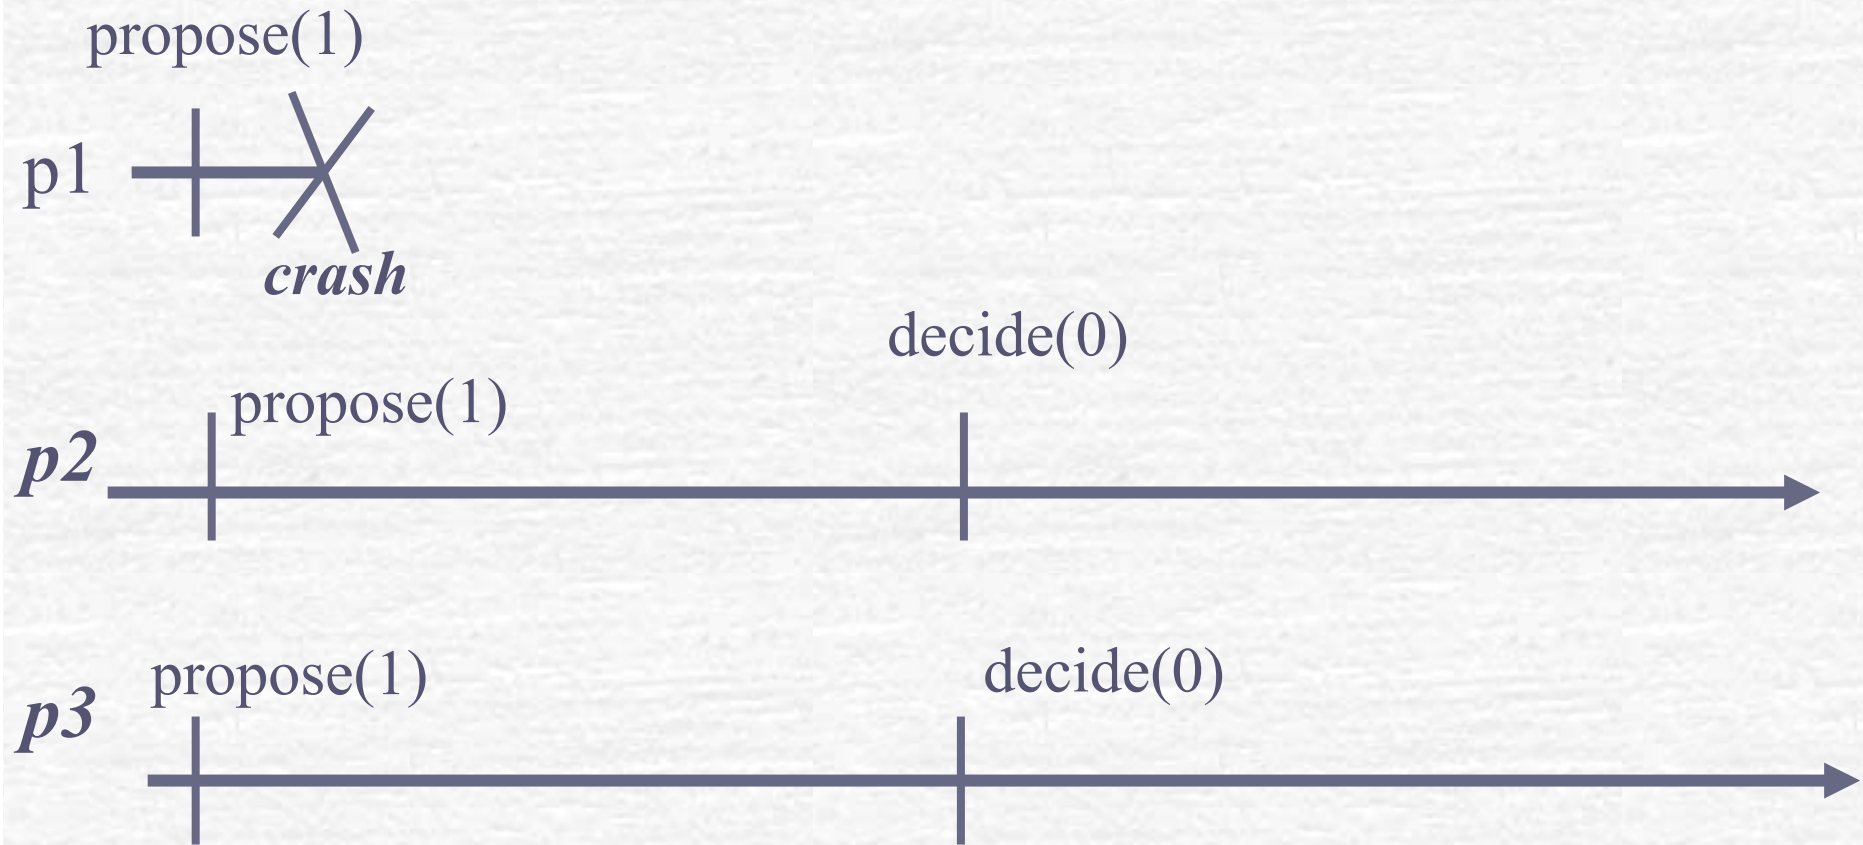 propose(1)
p1
crash
decide(0)
propose(1)
p2
propose(1)
decide(0)
p3